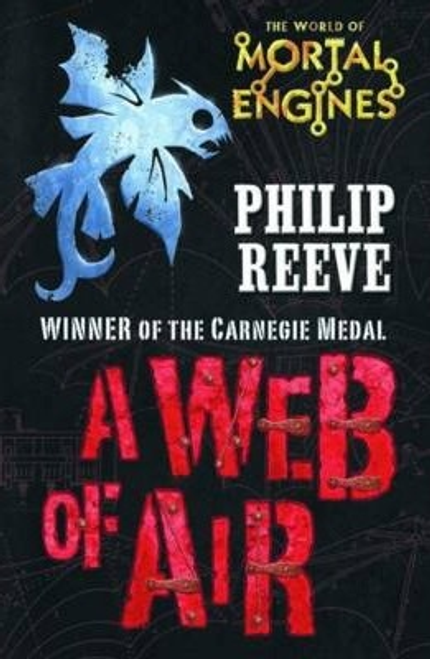 THE WORLD OF
MORTAL
ENGINES
PHILIP
REEVE
WINNER OF THE CARNEGIE MEDAL
A WEB
OF AIR